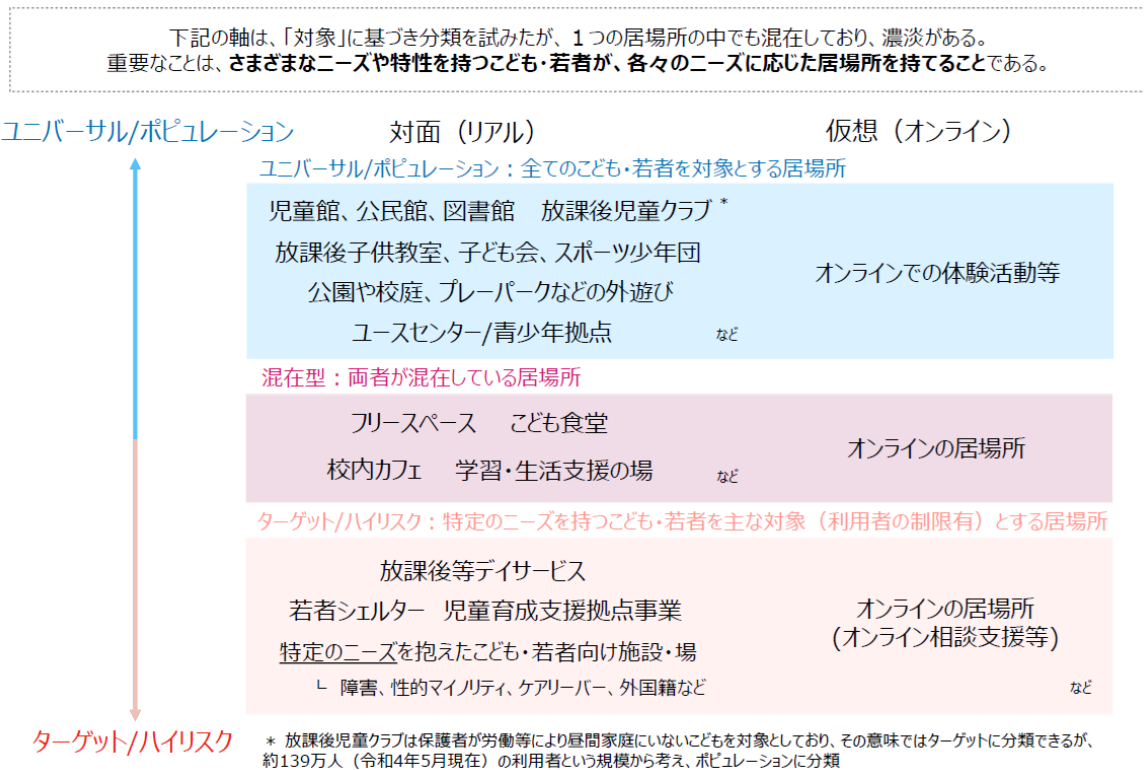 下記の軸は、「対象」に基づき分類を試みたが、１つの居場所の中でも混在しており、濃淡がある。
重要なことは、さまざまなニーズや特性を持つこども・若者が、各々のニーズに応じた居場所を持てることである。
ユニバーサル/ポピュレーション
対面（リアル）
仮想（オンライン）
ユニバーサル/ポピュレーション：全てのこども・若者を対象とする居場所
児童館、公民館、図書館　放課後児童クラブ*
放課後子供教室、子ども会、スポーツ少年団
公園や校庭、プレーパークなどの外遊び
ユースセンター/青少年拠点　など
オンラインでの体験活動等
混在型：両者が混在している居場所
フリースペース　こども食堂
校内カフェ　学習・生活支援の場　など
オンラインの居場所
ターゲット/ハイリスク：特定のニーズを持つこども・若者を主な対象（利用者の制限有）とする居場所
放課後等デイサービス
若者シェルター　児童育成支援拠点事業
特定のニーズを抱えたこども・若者向け施設・場
└ 障害、性的マイノリティ、ケアリーバー、外国籍など
オンラインの居場所
(オンライン相談支援等)
など
ターゲット/ハイリスク
* 放課後児童クラブは保護者が労働等により昼間家庭にいないこどもを対象としており、その意味ではターゲットに分類できるが、
約139万人（令和4年5月現在）の利用者という規模から考え、ポピュレーションに分類